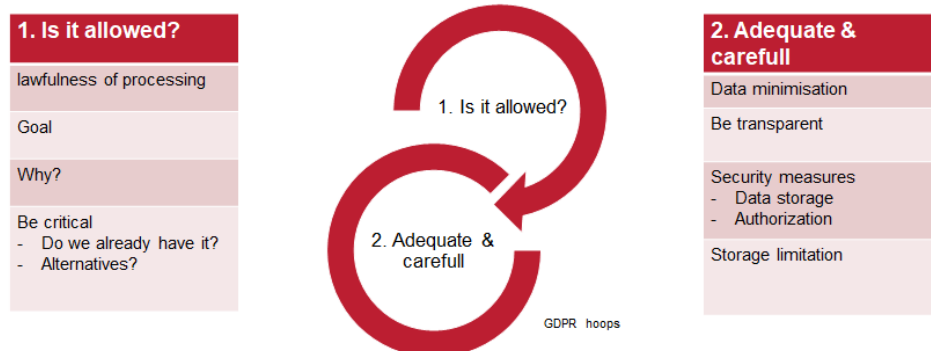 1. Is it allowed?
lawfulness of processing
Goal
Why?
Be critical
- Do we already have it?
- Alternatives?
1. Is it allowed?
2. Adequate &
carefull
GDPR hoops
2. Adequate &
carefull
Data minimisation
Be transparent
Security measures
- Data storage
- Authorization
Storage limitation